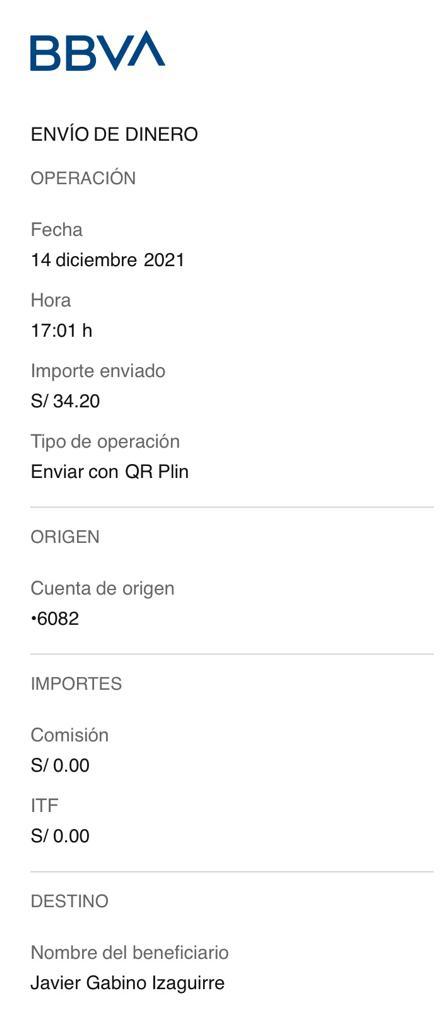 BBVA
ENVÍO DE DINERO
OPERACIÓN
Fecha
14 diciembre 2021
Hora
17:01 h
Importe enviado
S/ 34.20
Tipo de operación
Enviar con QR Plin
ORIGEN
Cuenta de origen
•6082
IMPORTES
Comisión
S/ 0.00
ITF
S/ 0.00
DESTINO
Nombre del beneficiario
Javier Gabino Izaguirre